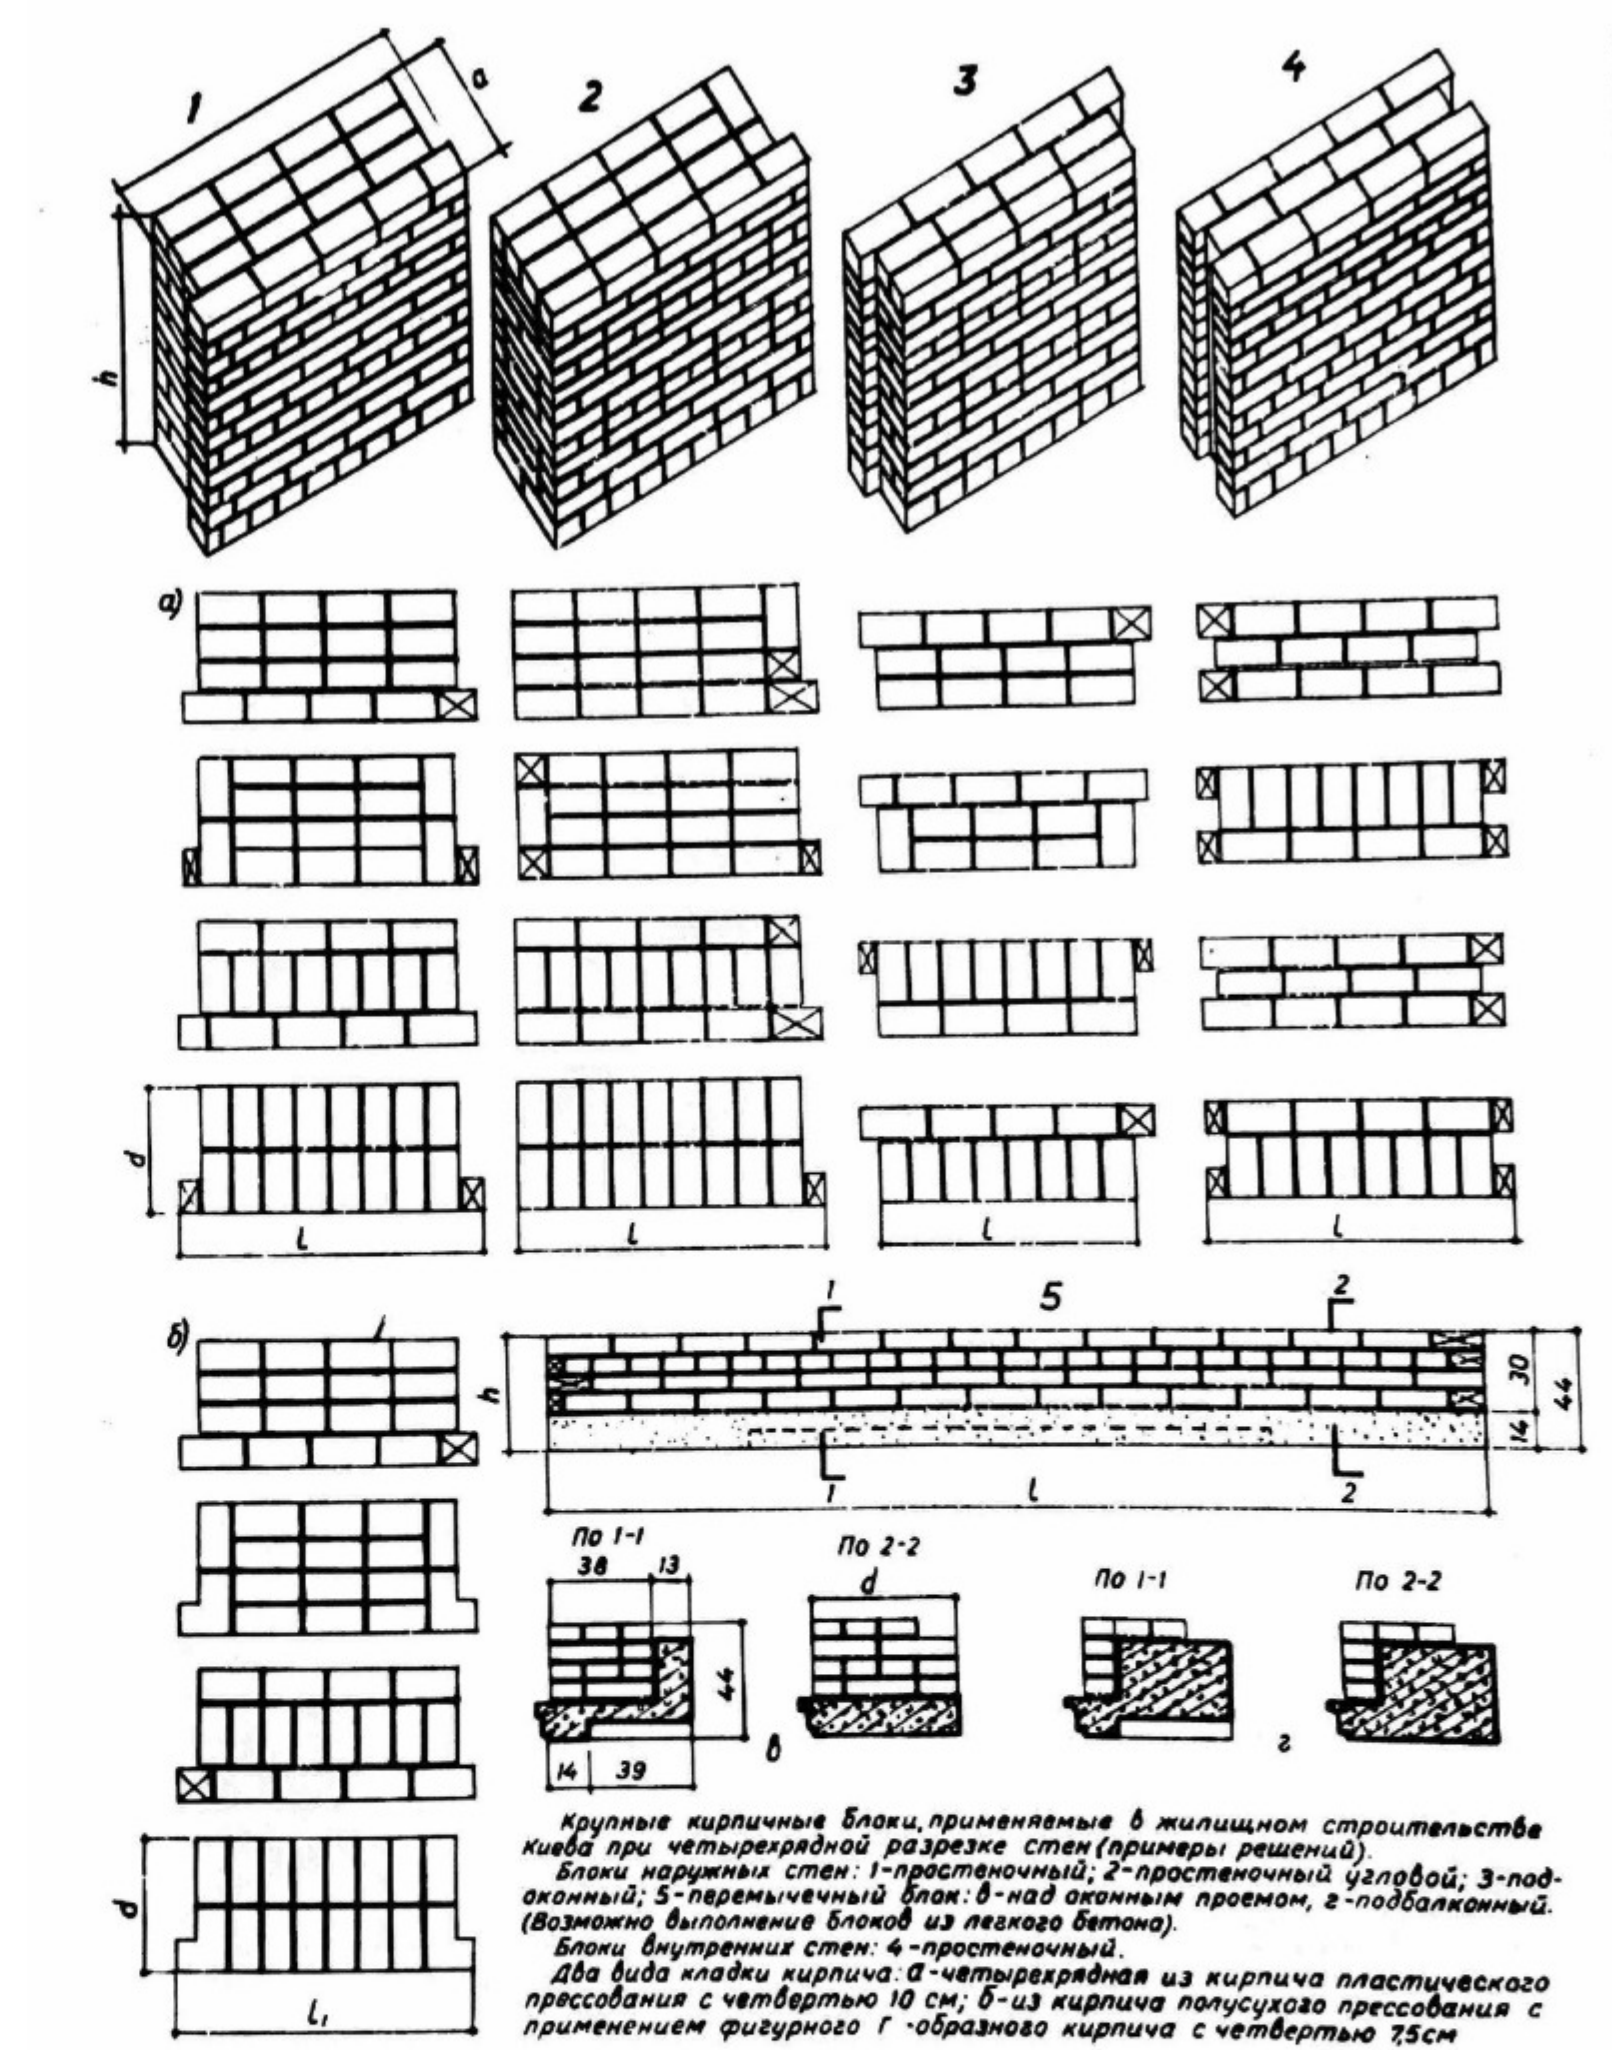 1
2
3
4
a
h
а)
d
l
l
l
l
б)
5
1
2
h
30
44
14
1
l
2
По 1-1
По 2-2
По 1-1
По 2-2
38
13
d
44
в
г
14
39
d
l₁
Крупные кирпичные блоки, применяемые в жилищном строительстве
Киева при четырехрядной разрезке стен (примеры решений).
Блоки наружных стен: 1-простеночный; 2-простеночный угловой; 3-под-
оконный; 5-перемычечный блок: в-над оконным проемом, г-подбалконный.
(Возможно выполнение блоков из легкого бетона).
Блоки внутренних стен: 4-простеночный.
Два вида кладки кирпича: а-четырехрядная из кирпича пластического
прессования с четвертью 10 см; б-из кирпича полусухого прессования с
применением фигурного Г-образного кирпича с четвертью 7,5см